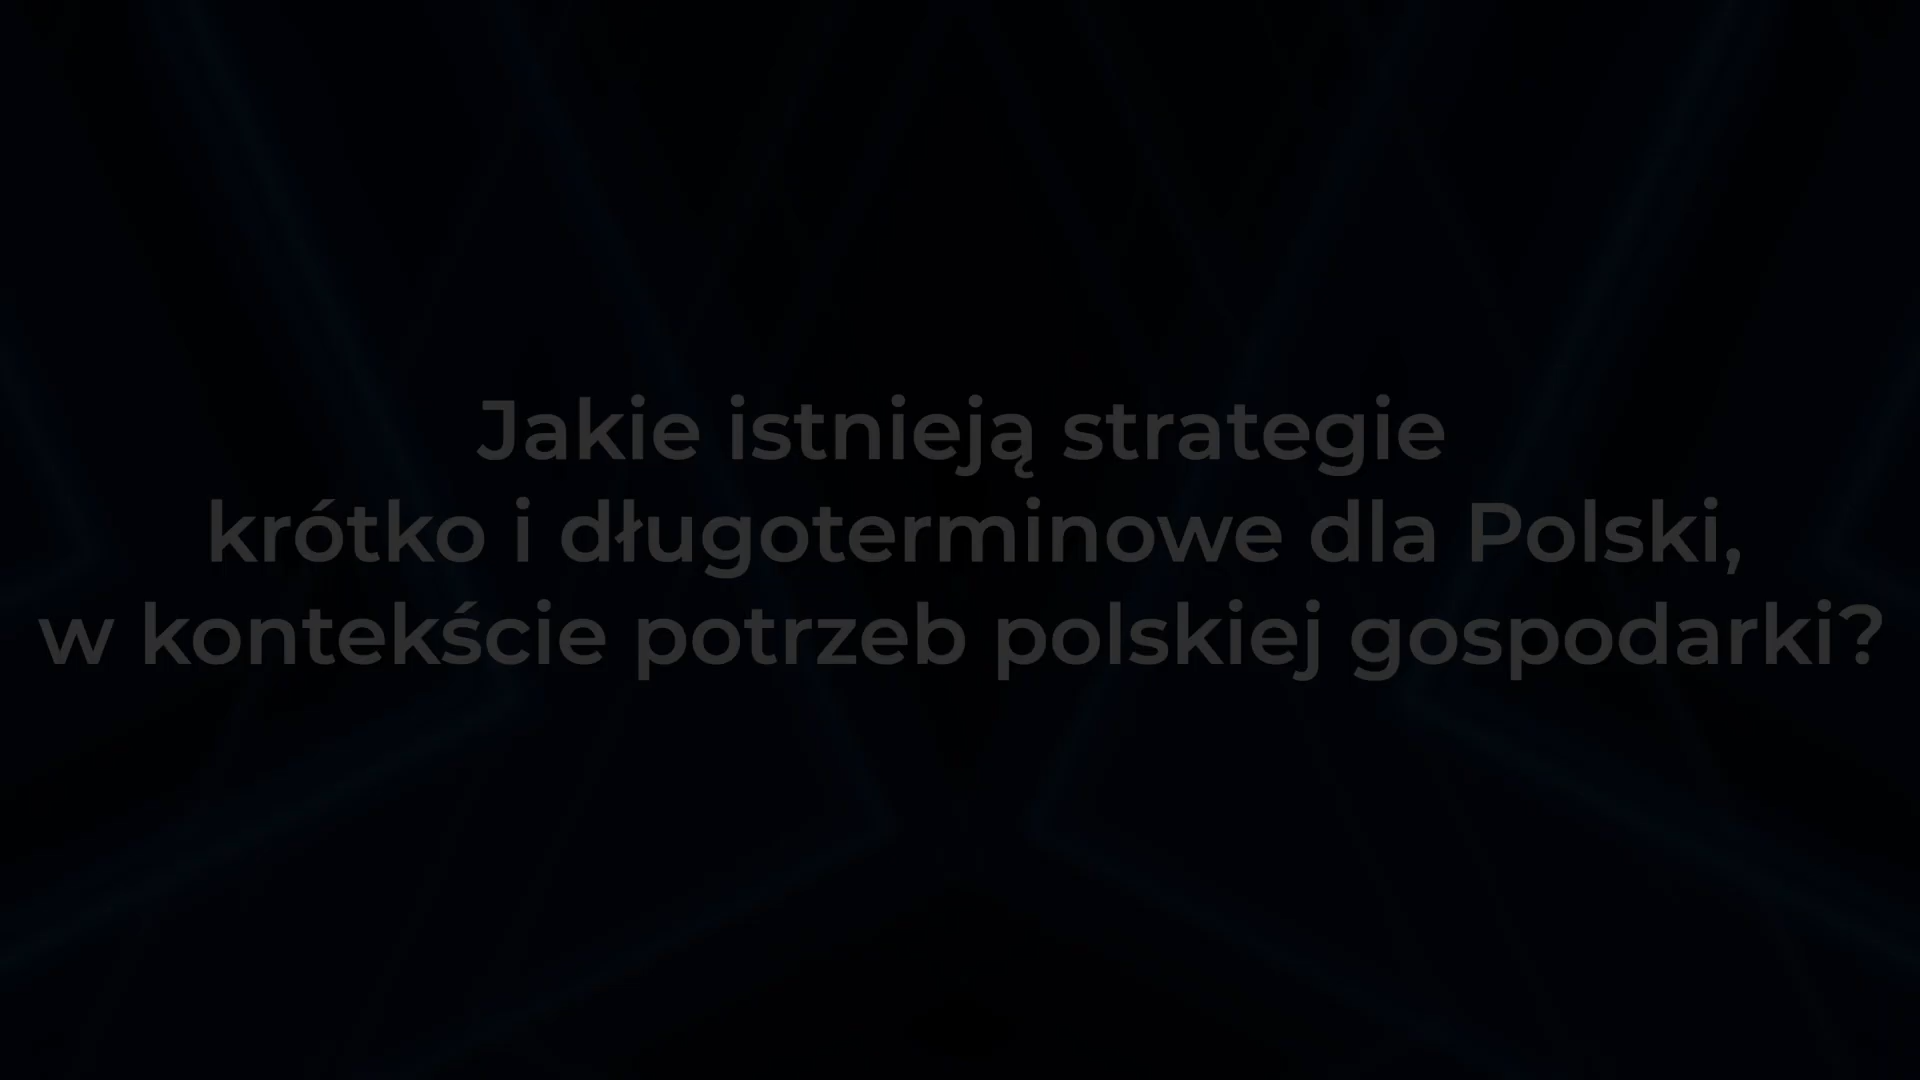 Jakie istnieją strategie
krótko i długoterminowe dla Polski,
w kontekście potrzeb polskiej gospodarki?